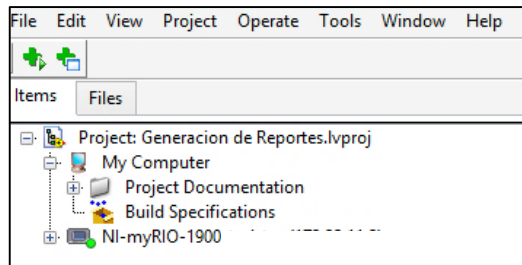 File Edit View Project Operate Tools Window Help
Items Files
Project: Generacion de Reportes.lvproj
My Computer
Project Documentation
Build Specifications
NI-myRIO-1900